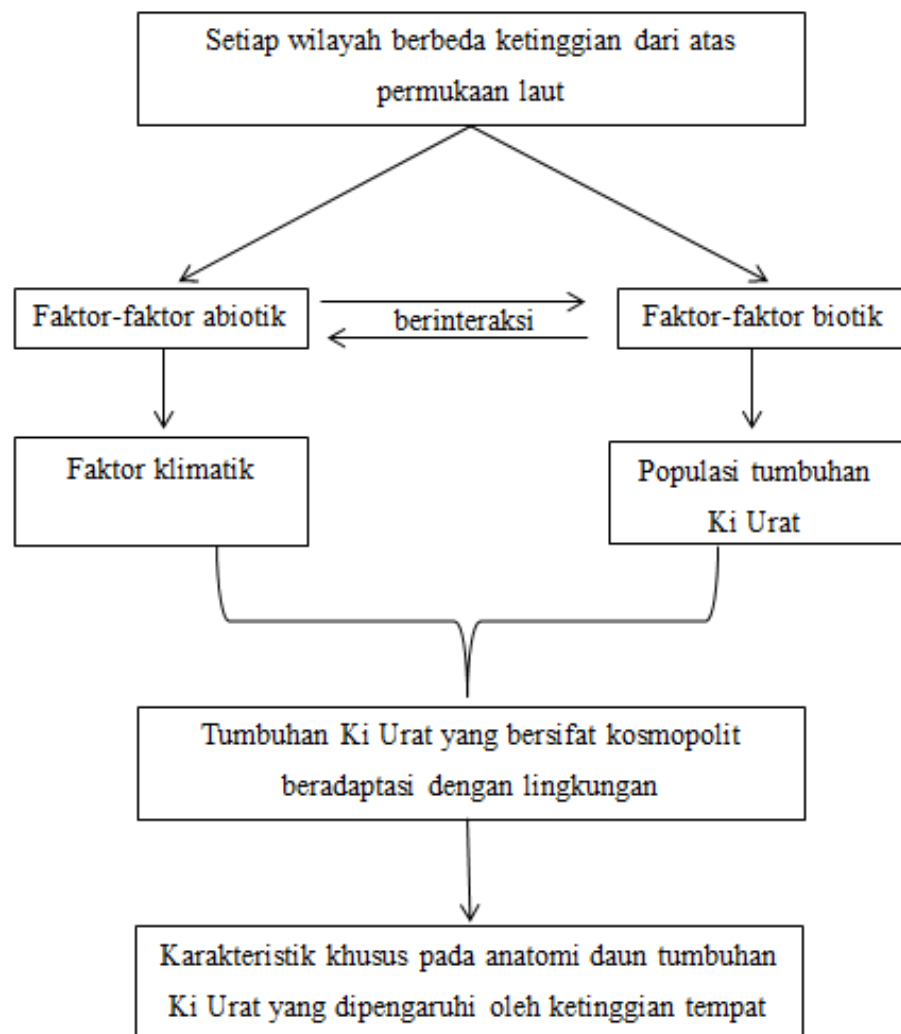 Setiap wilayah berbeda ketinggian dari atas
permukaan laut
Faktor-faktor abiotik
berinteraksi
Faktor-faktor biotik
Faktor klimatik
Populasi tumbuhan
Ki Urat
Tumbuhan Ki Urat yang bersifat kosmopolit
beradaptasi dengan lingkungan
Karakteristik khusus pada anatomi daun tumbuhan
Ki Urat yang dipengaruhi oleh ketinggian tempat